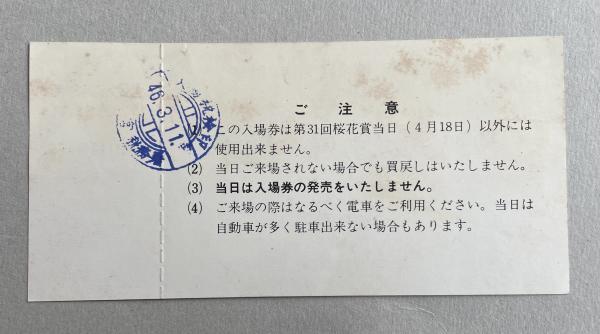 ご注意
この入場券は第31回桜花賞当日（4月18日）以外には
使用出来ません。
(2) 当日ご来場されない場合でも買戻しはいたしません。
(3) 当日は入場券の発売をいたしません。
(4) ご来場の際はなるべく電車をご利用ください。当日は
自動車が多く駐車出来ない場合もあります。
46.3.11